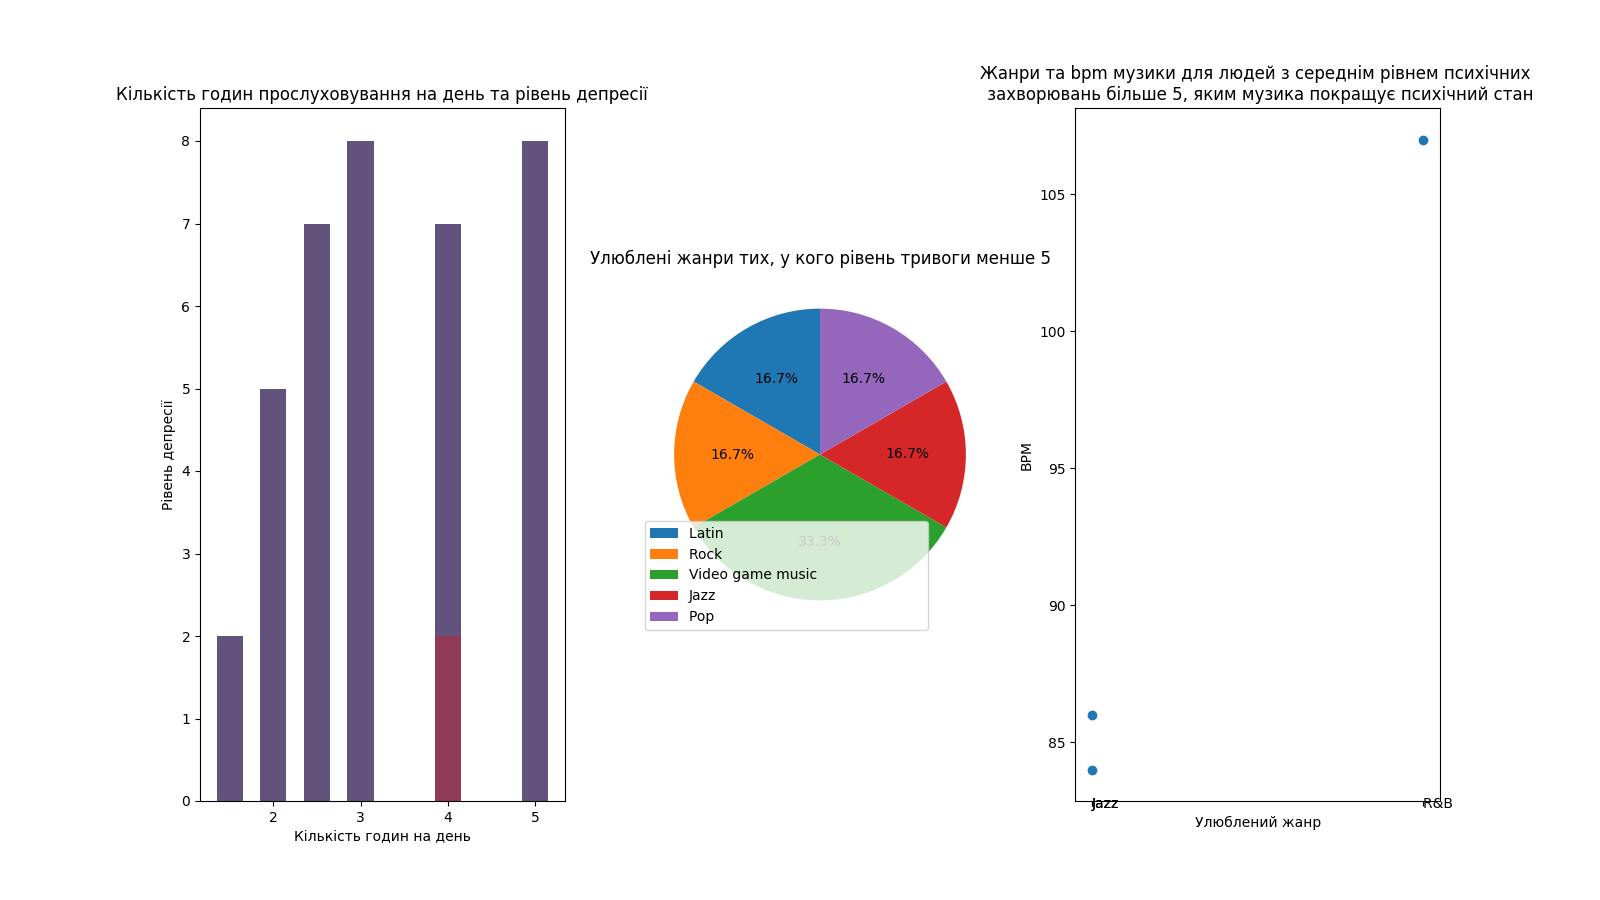 Кількість годин прослуховування на день та рівень депресії
8
7
6
5
4
3
2
1
0
Рівень депресії
2
3
4
5
Кількість годин на день
Улюблені жанри тих, у кого рівень тривоги менше 5
16.7%
16.7%
16.7%
16.7%
33.3%
Latin
Rock
Video game music
Jazz
Pop
Жанри та bpm музики для людей з середнім рівнем психічних
захворювань більше 5, яким музика покращує психічний стан
105
100
95
90
85
BPM
Jazz
R&B
Улюблений жанр